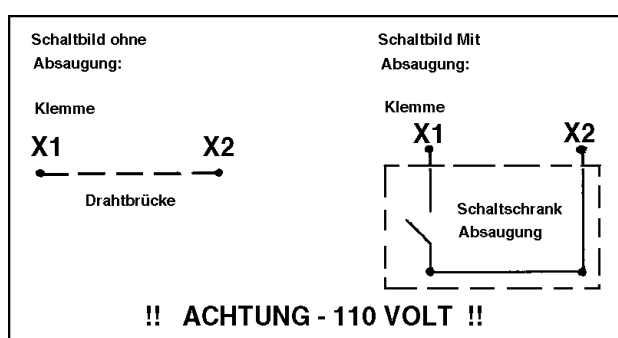 Schaltbild ohne
Absaugung:
Klemme
X1 X2
Drahtbrücke
Schaltbild Mit
Absaugung:
Klemme
X1 X2
Schaltschrank
Absaugung
!! ACHTUNG - 110 VOLT !!